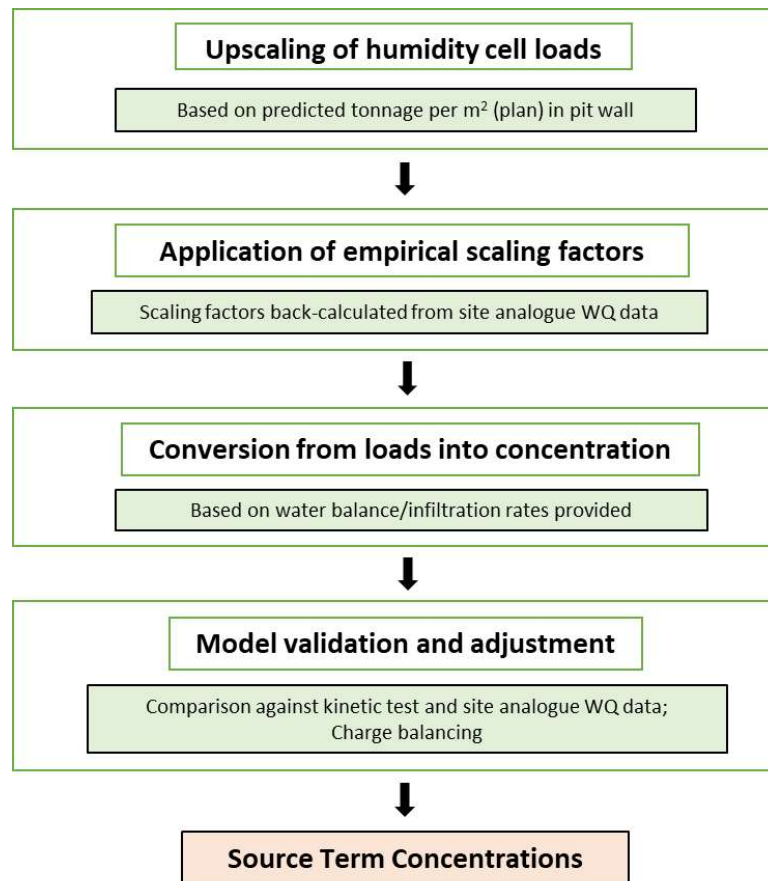 Upscaling of humidity cell loads
Based on predicted tonnage per m² (plan) in pit wall
Application of empirical scaling factors
Scaling factors back-calculated from site analogue WQ data
Conversion from loads into concentration
Based on water balance/infiltration rates provided
Model validation and adjustment
Comparison against kinetic test and site analogue WQ data;
Charge balancing
Source Term Concentrations